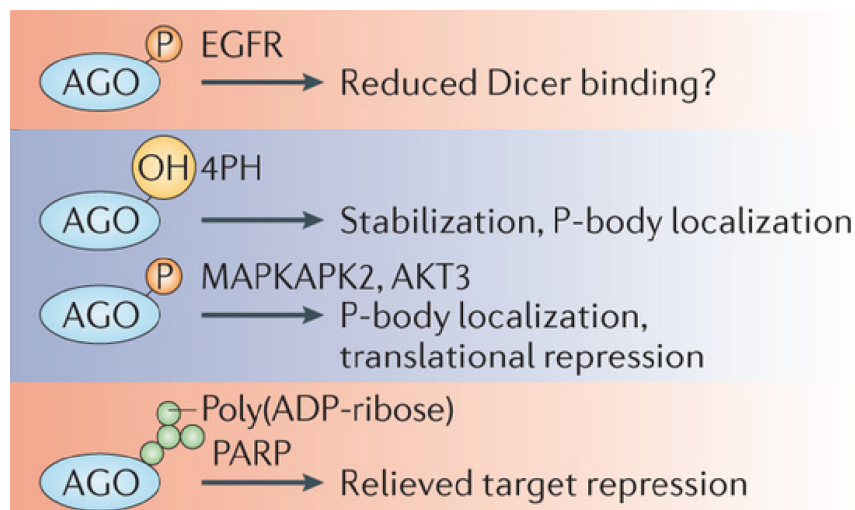 P EGFR
AGO Reduced Dicer binding?
OH 4PH
AGO Stabilization, P-body localization
P MAPKAPK2, AKT3
AGO P-body localization,
translational repression
Poly(ADP-ribose)
PARP
AGO Relieved target repression